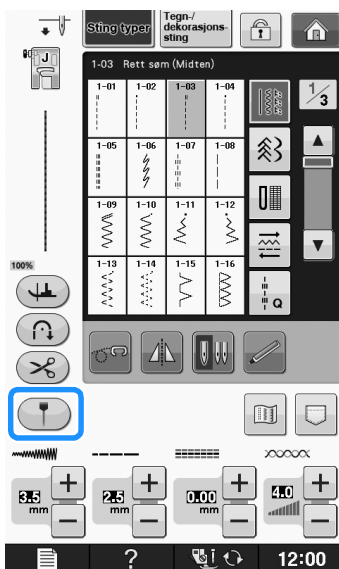 Sting typer
Tegn-/
dekorasjons-
sting
J
1-03 Rett søm (Midten)
1/3
1-01 1-02 1-03 1-04
1-05 1-06 1-07 1-08
1-09 1-10 1-11 1-12
1-13 1-14 1-15 1-16
Q
100%
3.5 mm
2.5 mm
0.00 mm
4.0
? 12:00